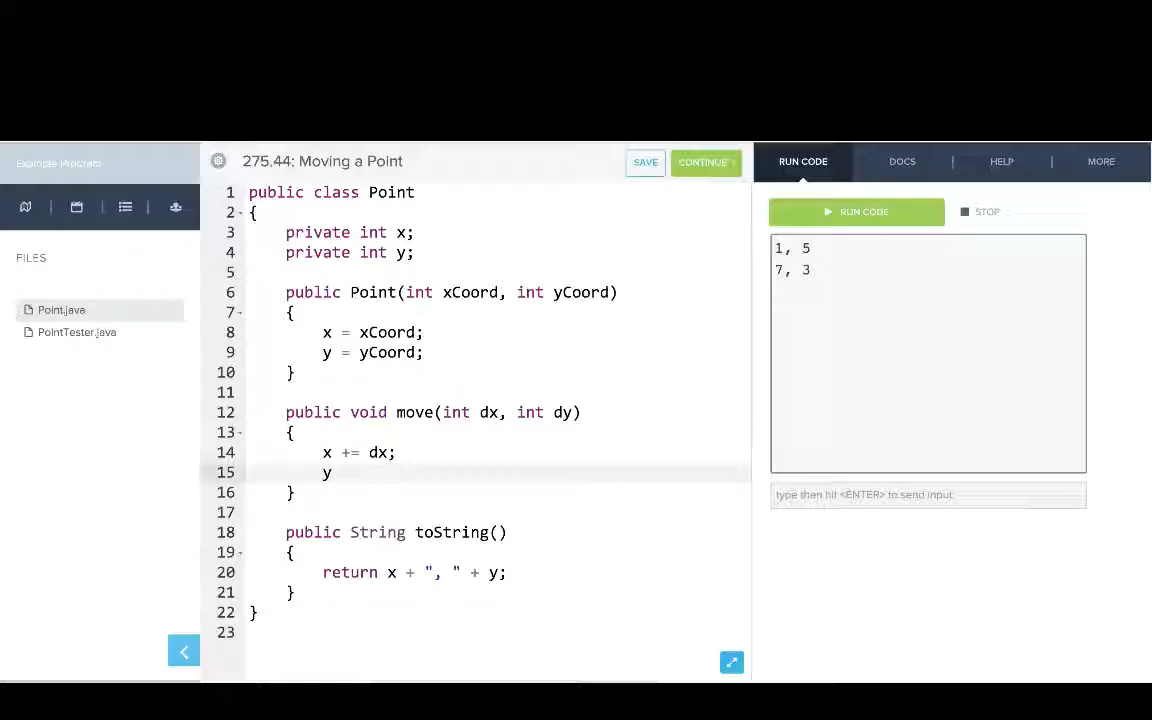 Example Program
275.44: Moving a Point
SAVE
CONTINUE
RUN CODE
DOCS
HELP
MORE
FILES
Point.java
PointTester.java
1 public class Point
2 {
3 private int x;
4 private int y;
5
6 public Point(int xCoord, int yCoord)
7 {
8 x = xCoord;
9 y = yCoord;
10 }
11
12 public void move(int dx, int dy)
13 {
14 x += dx;
15 y
16 }
17
18 public String toString()
19 {
20 return x + ", " + y;
21 }
22 }
23
RUN CODE
STOP
1, 5
7, 3
type then hit <ENTER> to send input